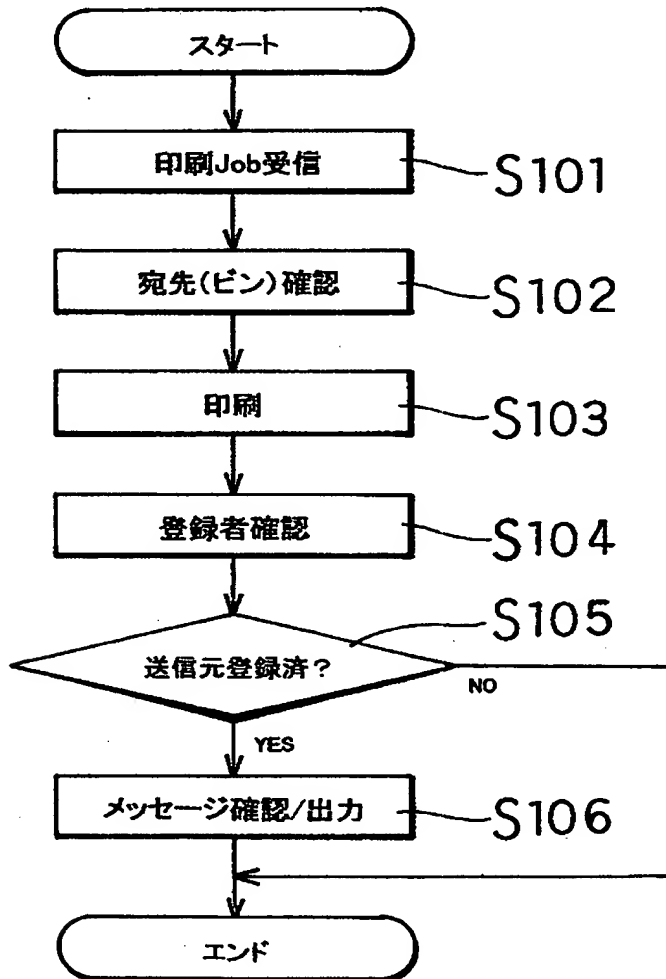 スタート
印刷Job受信
S101
宛先(ビン)確認
S102
印刷
S103
登録者確認
S104
S105
送信元登録済?
NO
YES
メッセージ確認/出力
S106
エンド